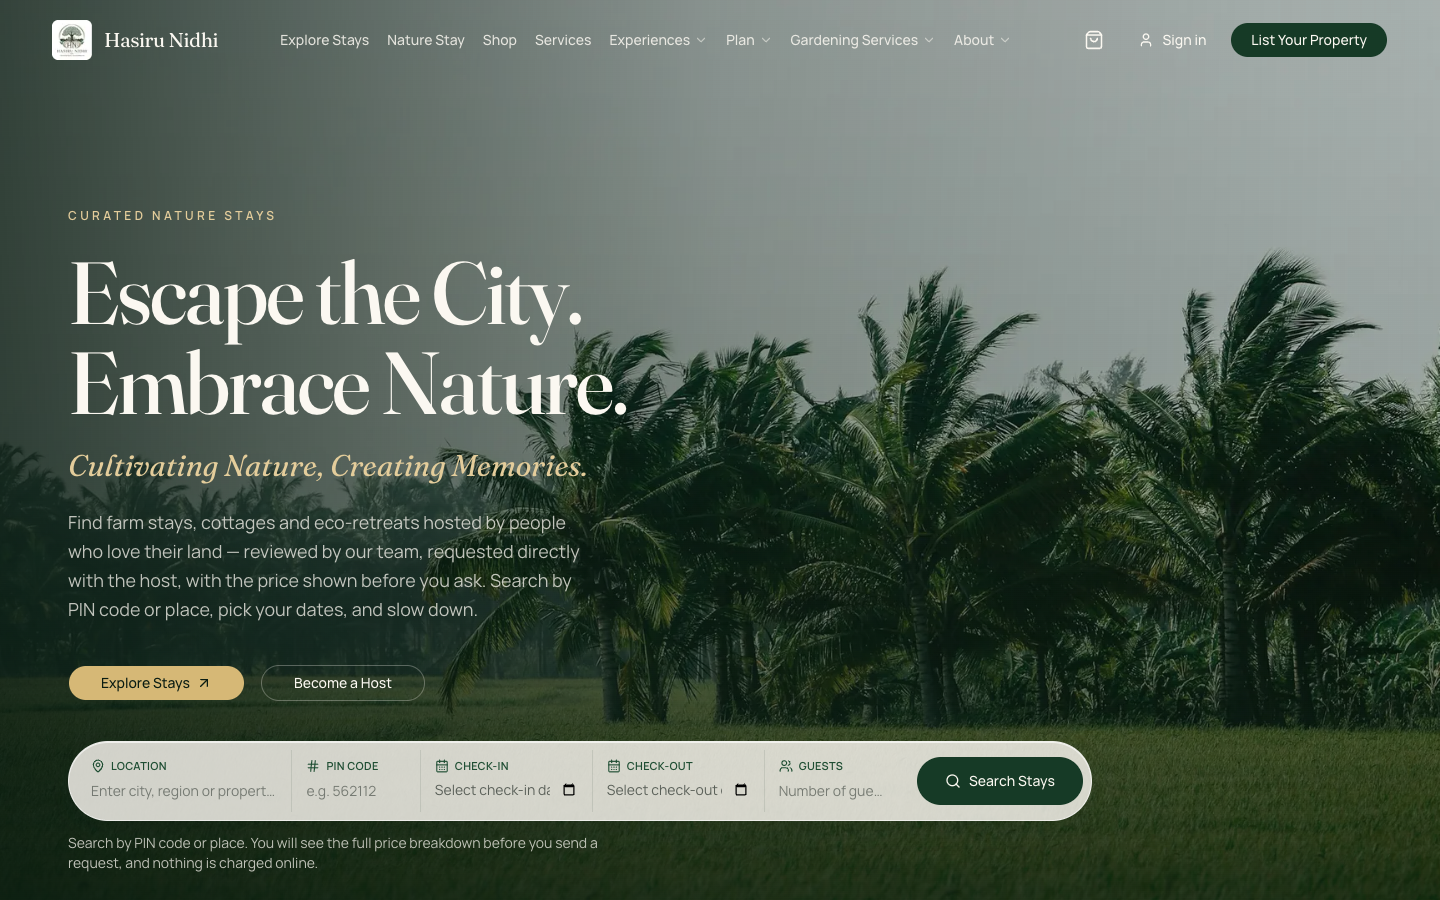 Hasiru Nidhi
Explore Stays
Nature Stay
Shop
Services
Experiences
Plan
Gardening Services
About
Sign in
List Your Property
CURATED NATURE STAYS
Escape the City.
Embrace Nature.
Cultivating Nature, Creating Memories.
Find farm stays, cottages and eco-retreats hosted by people
who love their land — reviewed by our team, requested directly
with the host, with the price shown before you ask. Search by
PIN code or place, pick your dates, and slow down.
Explore Stays
Become a Host
LOCATION
Enter city, region or propert...
PIN CODE
e.g. 562112
CHECK-IN
Select check-in da
CHECK-OUT
Select check-out
GUESTS
Number of gue...
Search Stays
Search by PIN code or place. You will see the full price breakdown before you send a
request, and nothing is charged online.